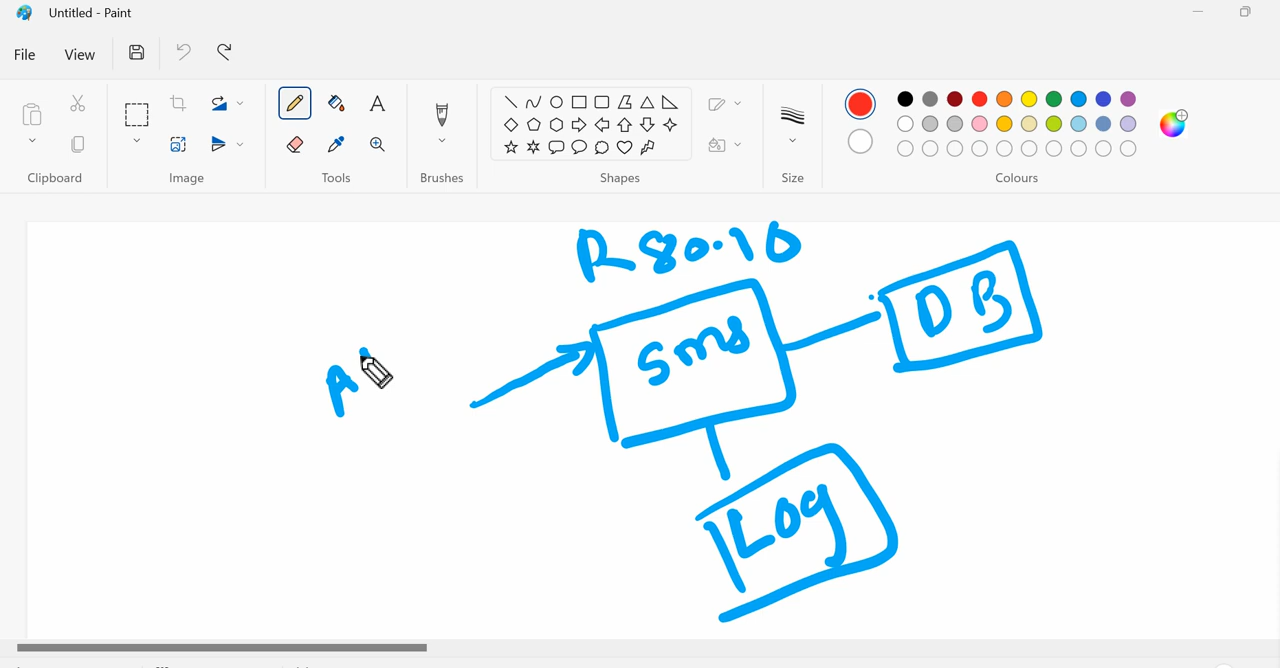 Untitled - Paint
File View
Clipboard Image Tools Brushes Shapes Size Colours
R80.10
sms
DB
A
Log